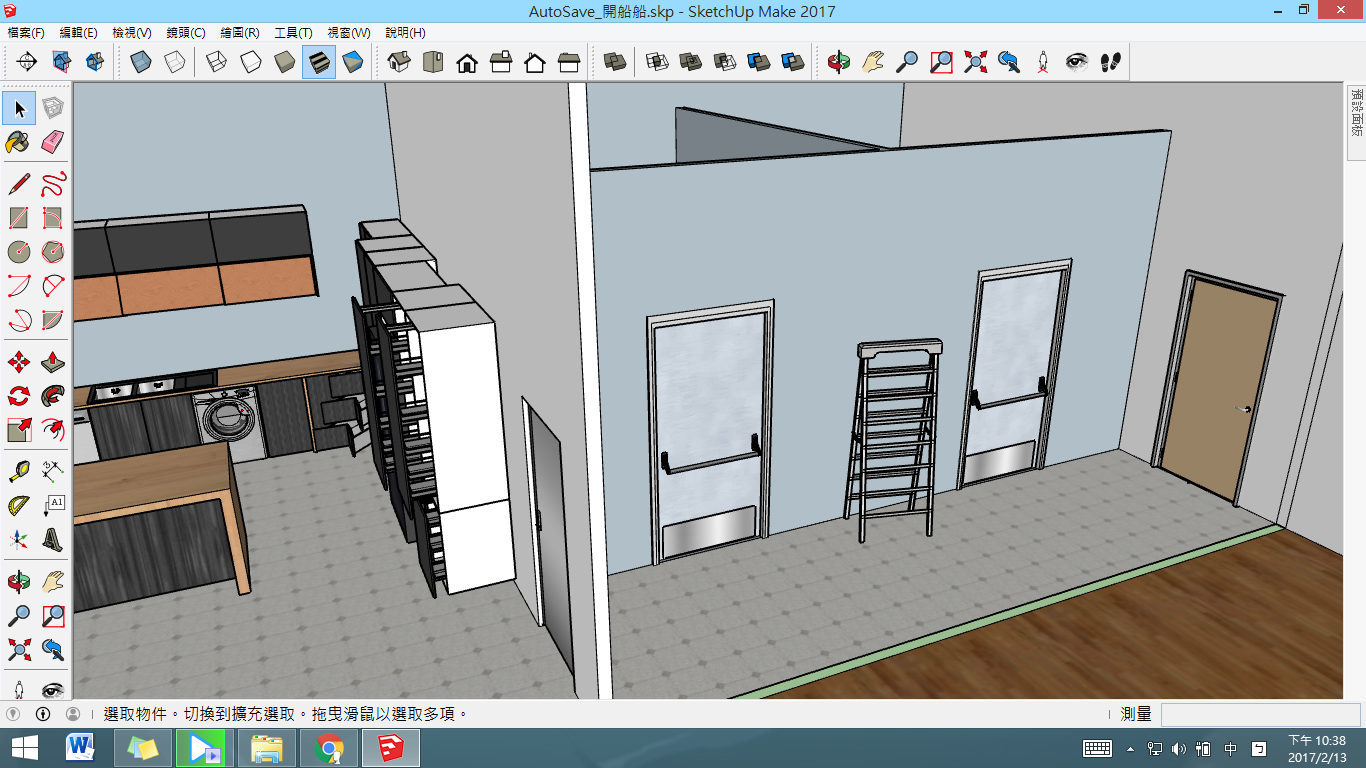 AutoSave_開船船.skp - SketchUp Make 2017
檔案(F) 編輯(E) 檢視(V) 鏡頭(C) 繪圖(R) 工具(T) 視窗(W) 說明(H)
預設面板
A1
選取物件。切換到擴充選取。拖曳滑鼠以選取多項。
測量
中
下午 10:38
2017/2/13